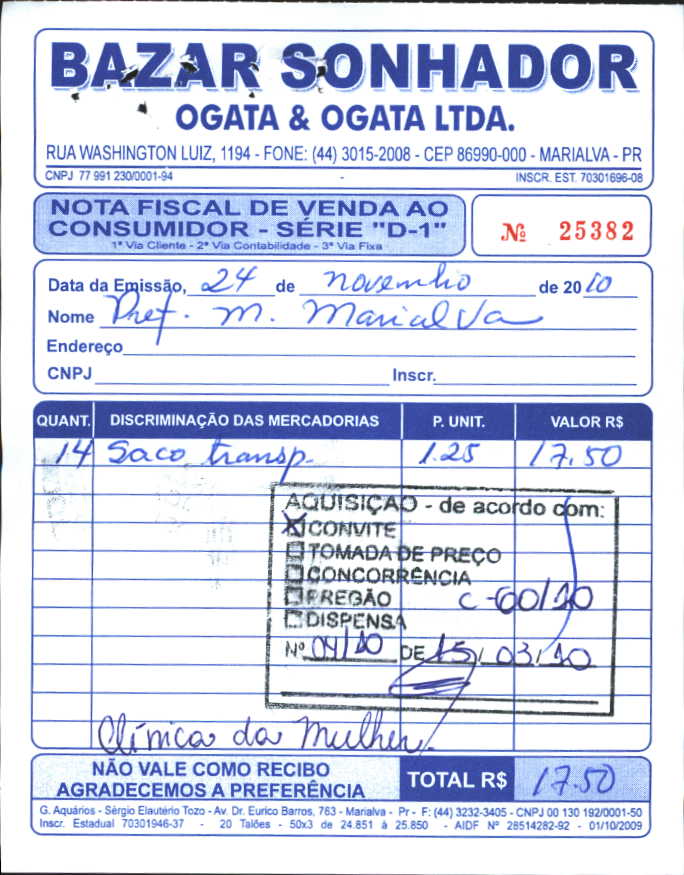 BAZAR SONHADOR
OGATA & OGATA LTDA.
RUA WASHINGTON LUIZ, 1194 - FONE: (44) 3015-2008 - CEP 86990-000 - MARIALVA - PR
CNPJ 77 991 230/0001-94 - INSCR. EST. 70301696-08
NOTA FISCAL DE VENDA AO
CONSUMIDOR - SÉRIE "D-1"
1ª Via Cliente - 2ª Via Contabilidade - 3ª Via Fixa
Nº 25382
Data da Emissão, 24 de novembro de 2010
Nome Pref. M. Marialva
Endereço
CNPJ Inscr.
QUANT. DISCRIMINAÇÃO DAS MERCADORIAS P. UNIT. VALOR R$
14 Saco transp. 1.25 17.50
AQUISIÇÃO - de acordo com:
X CONVITE
TOMADA DE PREÇO
CONCORRÊNCIA
PREGÃO C-60/10
DISPENSA
Nº 04/10 DE 15/03/10
Clínica da Mulher.
NÃO VALE COMO RECIBO
AGRADECEMOS A PREFERÊNCIA
TOTAL R$ 17.50
G. Aquários - Sérgio Elautério Tozo - Av. Dr. Eurico Barros, 763 - Marialva - Pr - F: (44) 3232-3405 - CNPJ 00 130 192/0001-50
Inscr. Estadual 70301946-37 - 20 Talões - 50x3 de 24.851 à 25.850 - AIDF Nº 28514282-92 - 01/10/2009